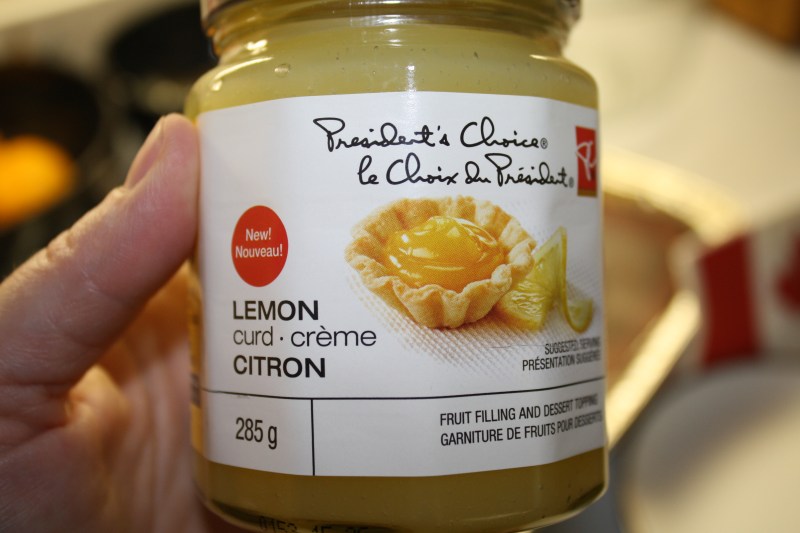 President's Choice®
le Choix du Président®
PC
New!
Nouveau!
LEMON
curd · crème
CITRON
SUGGESTED SERVING
PRÉSENTATION SUGGÉRÉE
285 g
FRUIT FILLING AND DESSERT TOPPING
GARNITURE DE FRUITS POUR DESSERTS